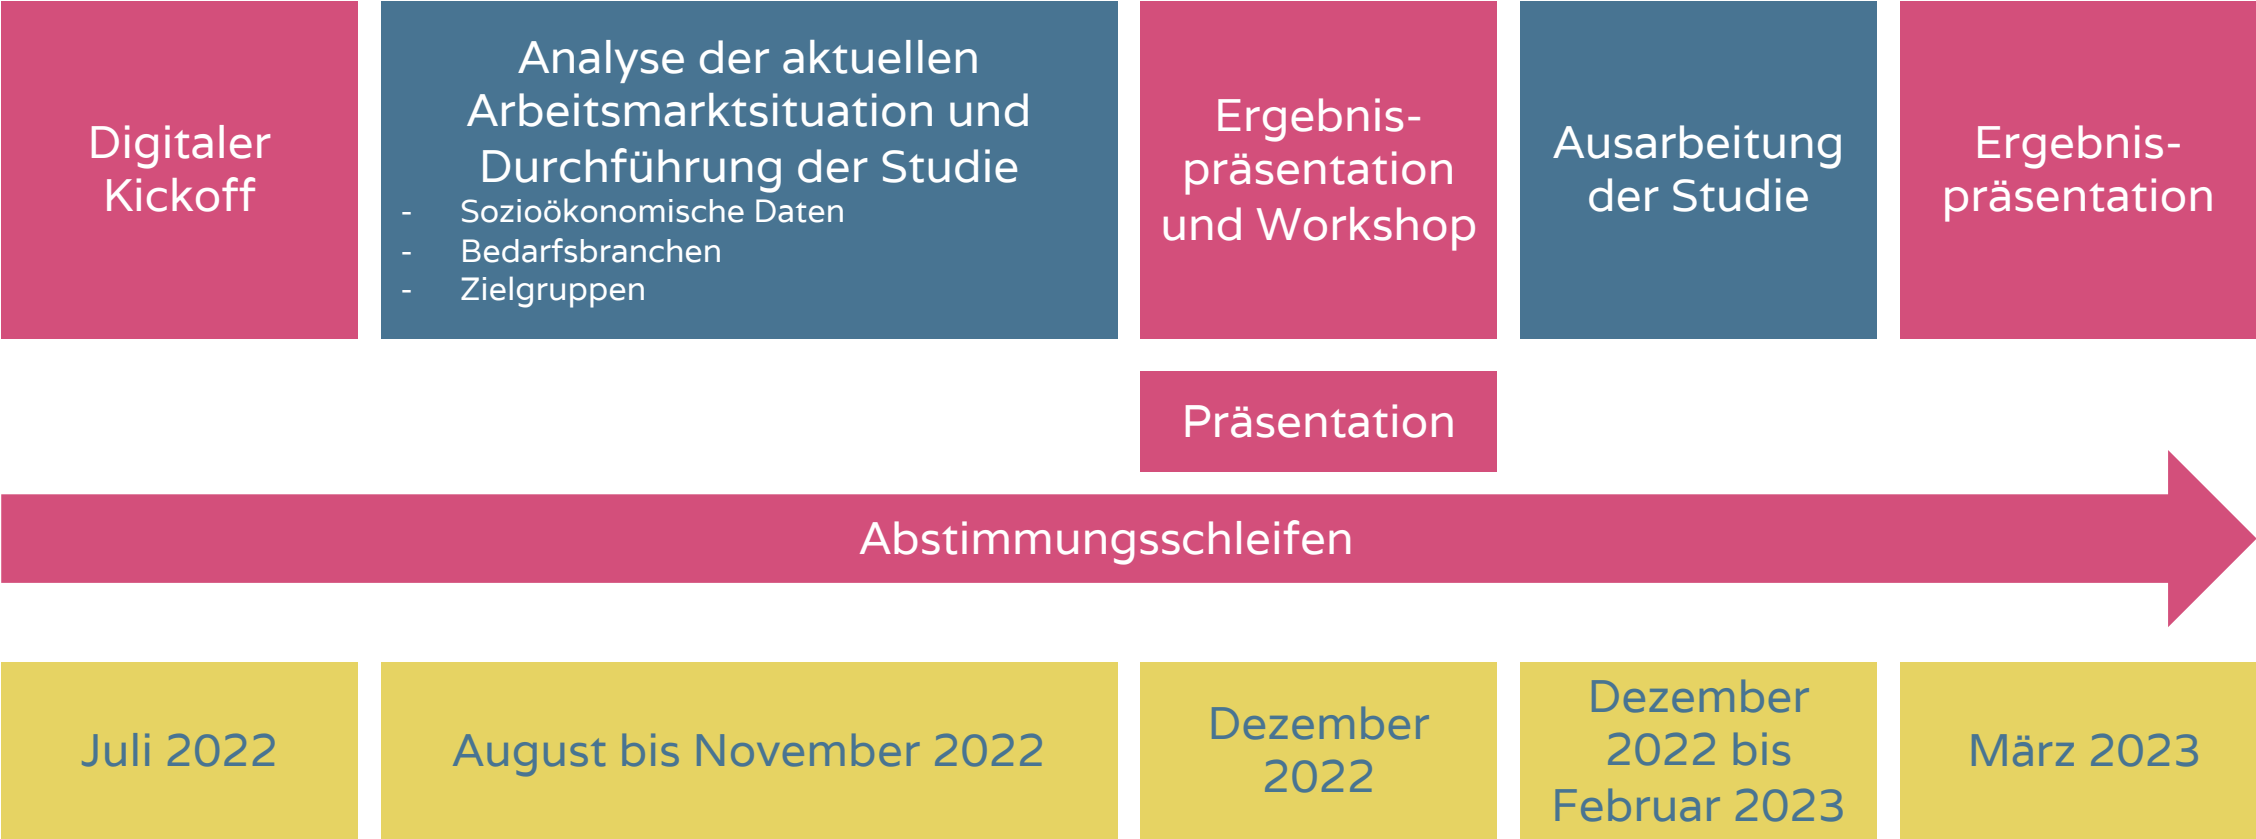 Digitaler
Kickoff
Analyse der aktuellen
Arbeitsmarktsituation und
Durchführung der Studie
- Sozioökonomische Daten
- Bedarfsbranchen
- Zielgruppen
Ergebnis-
präsentation
und Workshop
Ausarbeitung
der Studie
Ergebnis-
präsentation
Präsentation
Abstimmungsschleifen
Juli 2022
August bis November 2022
Dezember
2022
Dezember
2022 bis
Februar 2023
März 2023